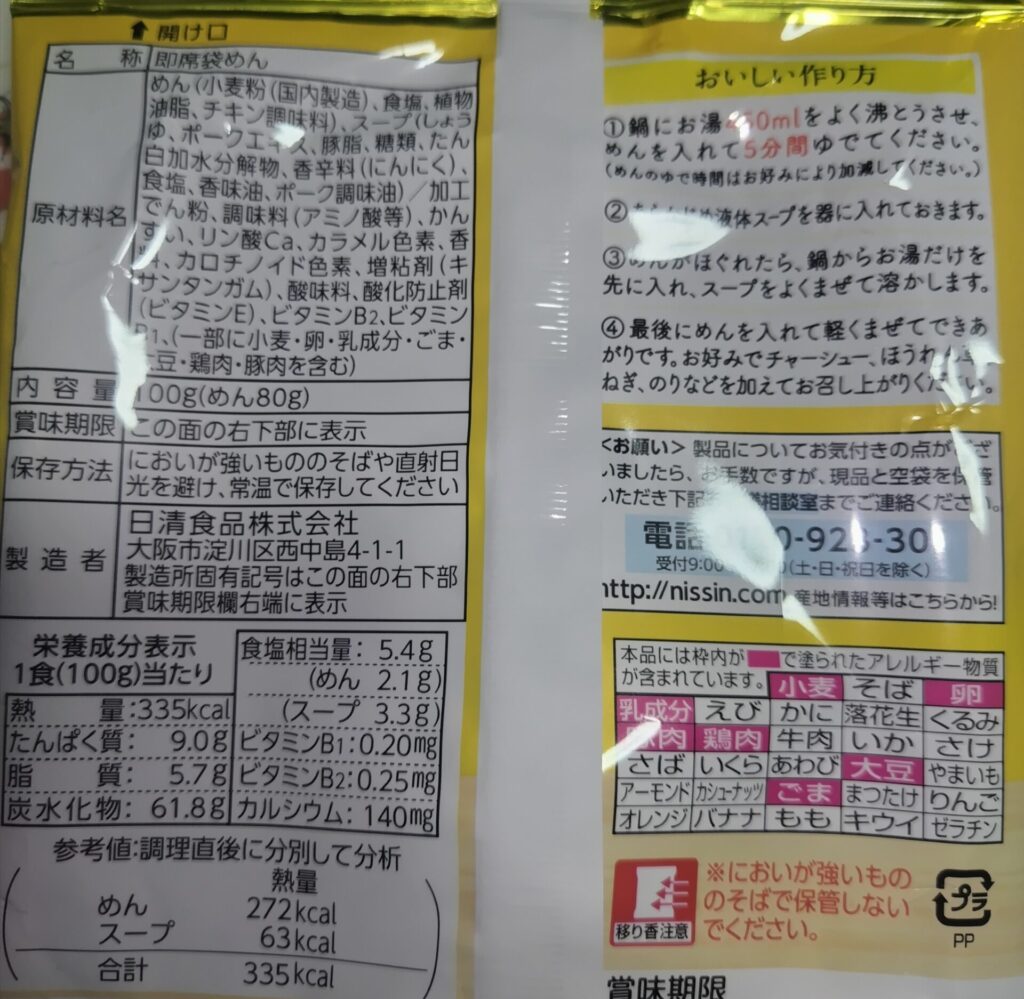 開け口
名称 即席袋めん
原材料名
めん(小麦粉(国内製造)、食塩、植物
油脂、チキン調味料)、スープ(しょう
ゆ、ポークエキス、豚脂、糖類、たん
白加水分解物、香辛料(にんにく)、
食塩、香味油、ポーク調味油)/加工
でん粉、調味料(アミノ酸等)、かん
すい、リン酸Ca、カラメル色素、香
料、カロチノイド色素、増粘剤(キ
サンタンガム)、酸味料、酸化防止剤
(ビタミンE)、ビタミンB2、ビタミン
B1、(一部に小麦・卵・乳成分・ごま・
大豆・鶏肉・豚肉を含む)
内容量 100g(めん80g)
賞味期限 この面の右下部に表示
保存方法 においが強いもののそばや直射日
光を避け、常温で保存してください
製造者 日清食品株式会社
大阪市淀川区西中島4-1-1
製造所固有記号はこの面の右下部
賞味期限欄右端に表示
栄養成分表示
1食(100g)当たり
熱量:335kcal
たんぱく質: 9.0g
脂質: 5.7g
炭水化物: 61.8g
食塩相当量: 5.4g
(めん 2.1g)
(スープ 3.3g)
ビタミンB1: 0.20mg
ビタミンB2: 0.25mg
カルシウム: 140mg
参考値:調理直後に分別して分析
熱量
めん 272kcal
スープ 63kcal
合計 335kcal
おいしい作り方
①鍋にお湯 50mlをよく沸とうさせ、
めんを入れて5分間ゆでてください。
(めんのゆで時間はお好みにより加減してください。)
② 液体スープを器に入れておきます。
③めんがほぐれたら、鍋からお湯だけを
先に入れ、スープをよくまぜて溶かします。
④最後にめんを入れて軽くまぜてできあ
がりです。お好みでチャーシュー、ほうれん草、
ねぎ、のりなどを加えてお召し上がりください。
<お願い> 製品についてお気付きの点がござ
いましたら、お手数ですが、現品と空袋を保管
いただき下記 相談室までご連絡ください。
電話 0-923-30
受付9:00 (土・日・祝日を除く)
http://nissin.com 産地情報等はこちらから!
本品には枠内が で塗られたアレルギー物質
が含まれています。 小麦 そば 卵
乳成分 えび かに 落花生 くるみ
豚肉 鶏肉 牛肉 いか さけ
さば いくら あわび 大豆 やまいも
アーモンド カシューナッツ ごま まつたけ りんご
オレンジ バナナ もも キウイ ゼラチン
移り香注意
※においが強いもの
のそばで保管しない
でください。
プラ
PP
賞味期限